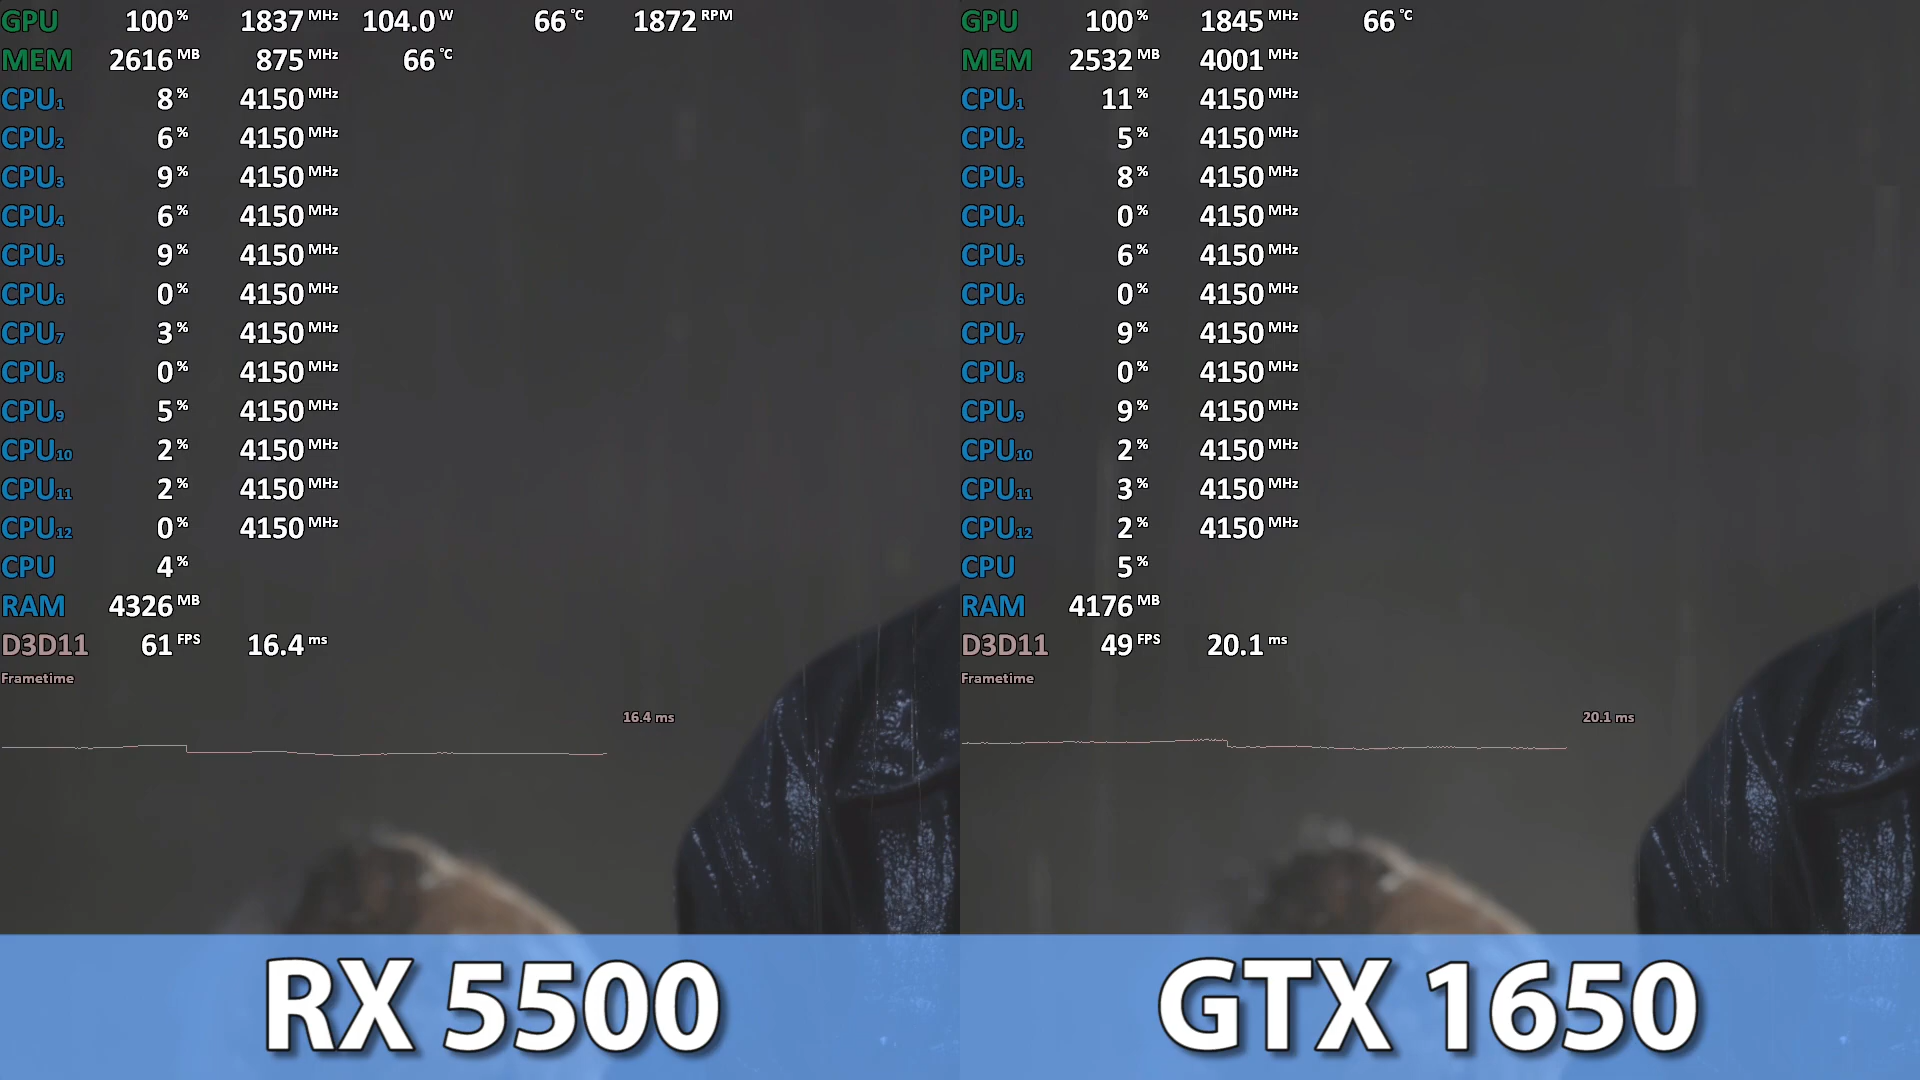 GPU 100 % 1837 MHz 104.0 W 66 °C 1872 RPM
MEM 2616 MB 875 MHz 66 °C
CPU1 8 % 4150 MHz
CPU2 6 % 4150 MHz
CPU3 9 % 4150 MHz
CPU4 6 % 4150 MHz
CPU5 9 % 4150 MHz
CPU6 0 % 4150 MHz
CPU7 3 % 4150 MHz
CPU8 0 % 4150 MHz
CPU9 5 % 4150 MHz
CPU10 2 % 4150 MHz
CPU11 2 % 4150 MHz
CPU12 0 % 4150 MHz
CPU 4 %
RAM 4326 MB
D3D11 61 FPS 16.4 ms
Frametime
16.4 ms
RX 5500
GPU 100 % 1845 MHz 66 °C
MEM 2532 MB 4001 MHz
CPU1 11 % 4150 MHz
CPU2 5 % 4150 MHz
CPU3 8 % 4150 MHz
CPU4 0 % 4150 MHz
CPU5 6 % 4150 MHz
CPU6 0 % 4150 MHz
CPU7 9 % 4150 MHz
CPU8 0 % 4150 MHz
CPU9 9 % 4150 MHz
CPU10 2 % 4150 MHz
CPU11 3 % 4150 MHz
CPU12 2 % 4150 MHz
CPU 5 %
RAM 4176 MB
D3D11 49 FPS 20.1 ms
Frametime
20.1 ms
GTX 1650